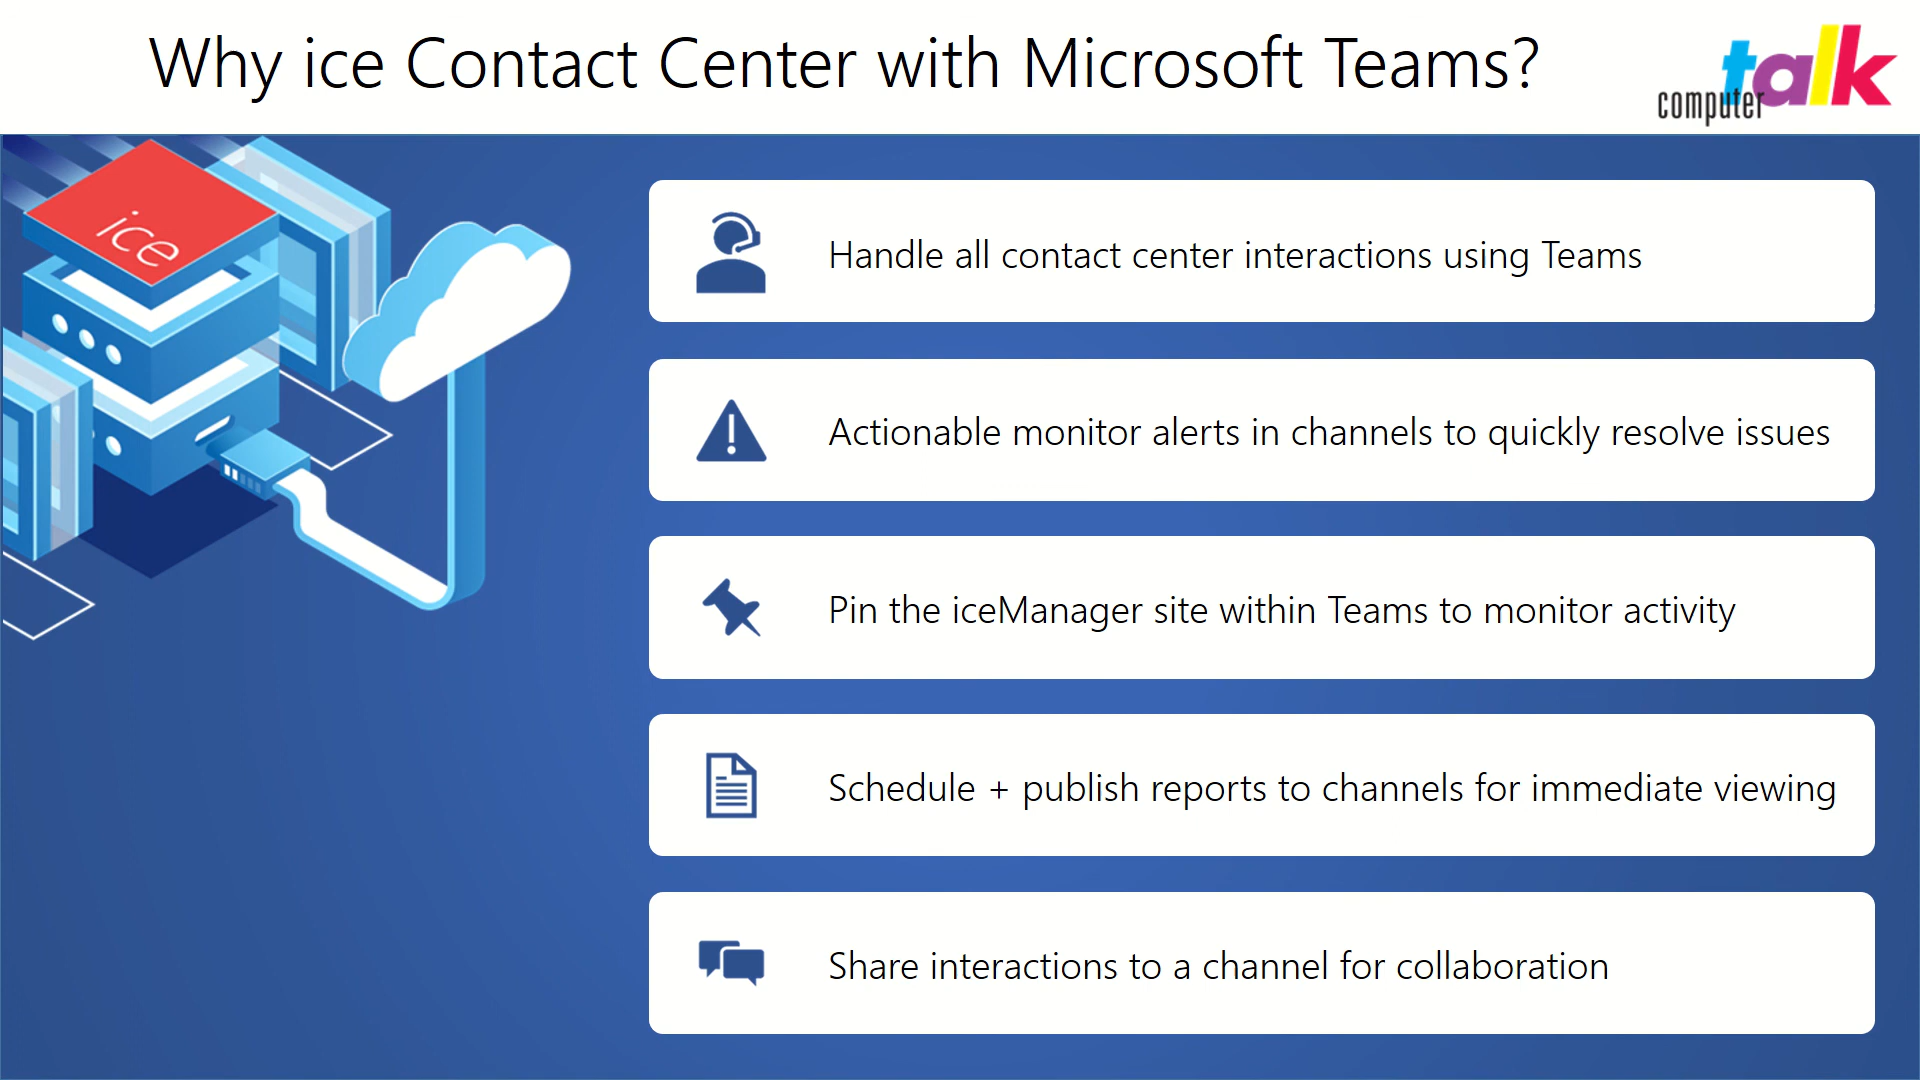 Why ice Contact Center with Microsoft Teams?
computer talk
ice
Handle all contact center interactions using Teams
Actionable monitor alerts in channels to quickly resolve issues
Pin the iceManager site within Teams to monitor activity
Schedule + publish reports to channels for immediate viewing
Share interactions to a channel for collaboration